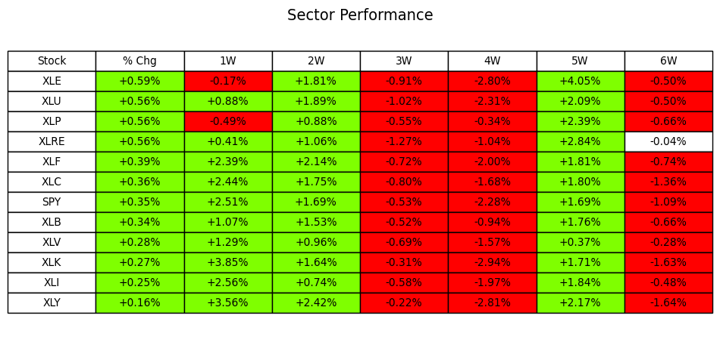 Sector Performance
Stock % Chg 1W 2W 3W 4W 5W 6W
XLE +0.59% -0.17% +1.81% -0.91% -2.80% +4.05% -0.50%
XLU +0.56% +0.88% +1.89% -1.02% -2.31% +2.09% -0.50%
XLP +0.56% -0.49% +0.88% -0.55% -0.34% +2.39% -0.66%
XLRE +0.56% +0.41% +1.06% -1.27% -1.04% +2.84% -0.04%
XLF +0.39% +2.39% +2.14% -0.72% -2.00% +1.81% -0.74%
XLC +0.36% +2.44% +1.75% -0.80% -1.68% +1.80% -1.36%
SPY +0.35% +2.51% +1.69% -0.53% -2.28% +1.69% -1.09%
XLB +0.34% +1.07% +1.53% -0.52% -0.94% +1.76% -0.66%
XLV +0.28% +1.29% +0.96% -0.69% -1.57% +0.37% -0.28%
XLK +0.27% +3.85% +1.64% -0.31% -2.94% +1.71% -1.63%
XLI +0.25% +2.56% +0.74% -0.58% -1.97% +1.84% -0.48%
XLY +0.16% +3.56% +2.42% -0.22% -2.81% +2.17% -1.64%